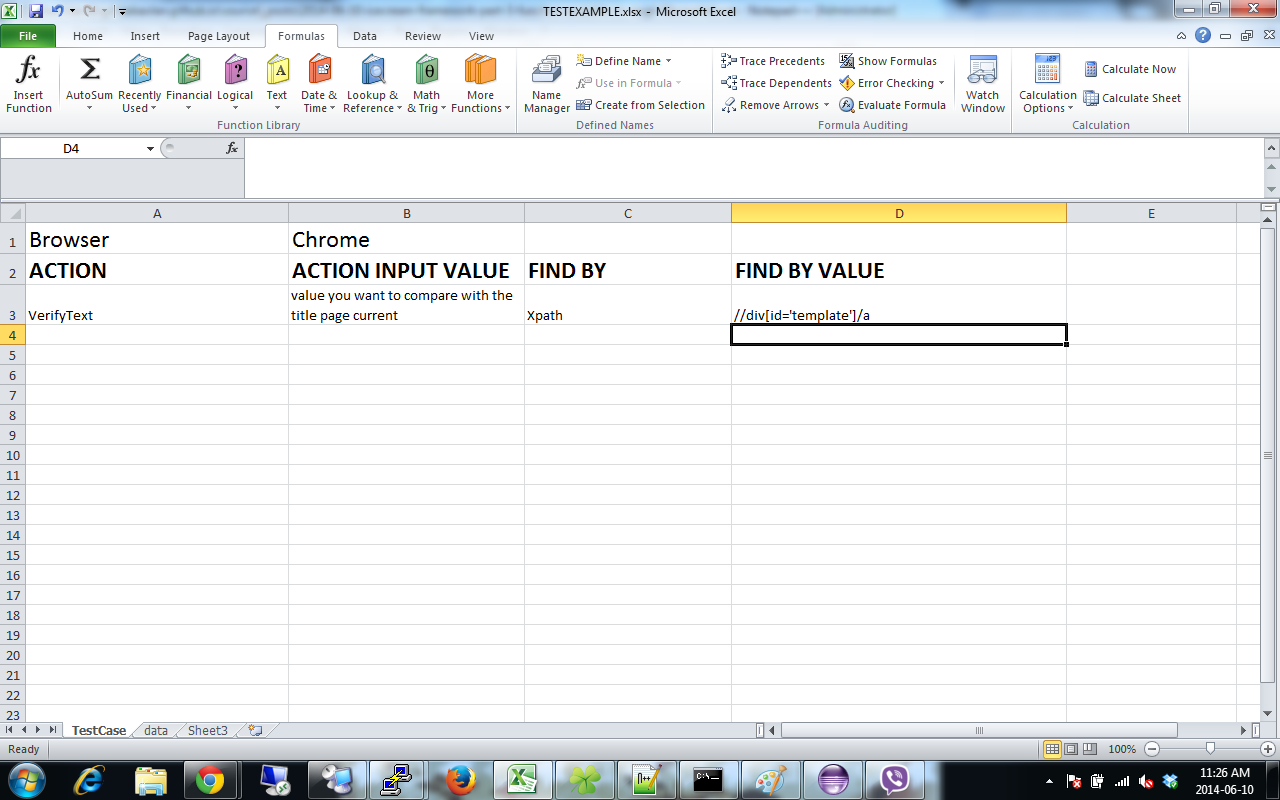 TESTEXAMPLE.xlsx - Microsoft Excel
File Home Insert Page Layout Formulas Data Review View
fx Insert Function
Σ AutoSum
Recently Used
Financial
Logical
Text
Date & Time
Lookup & Reference
Math & Trig
More Functions
Function Library
Name Manager
Define Name
Use in Formula
Create from Selection
Defined Names
Trace Precedents
Trace Dependents
Remove Arrows
Show Formulas
Error Checking
Evaluate Formula
Formula Auditing
Watch Window
Calculation Options
Calculate Now
Calculate Sheet
Calculation
D4 fx
A B C D E
1 Browser Chrome
2 ACTION ACTION INPUT VALUE FIND BY FIND BY VALUE
value you want to compare with the
3 VerifyText title page current Xpath //div[id='template']/a
4
5
6
7
8
9
10
11
12
13
14
15
16
17
18
19
20
21
22
23
TestCase data Sheet3
Ready 100%
11:26 AM
2014-06-10